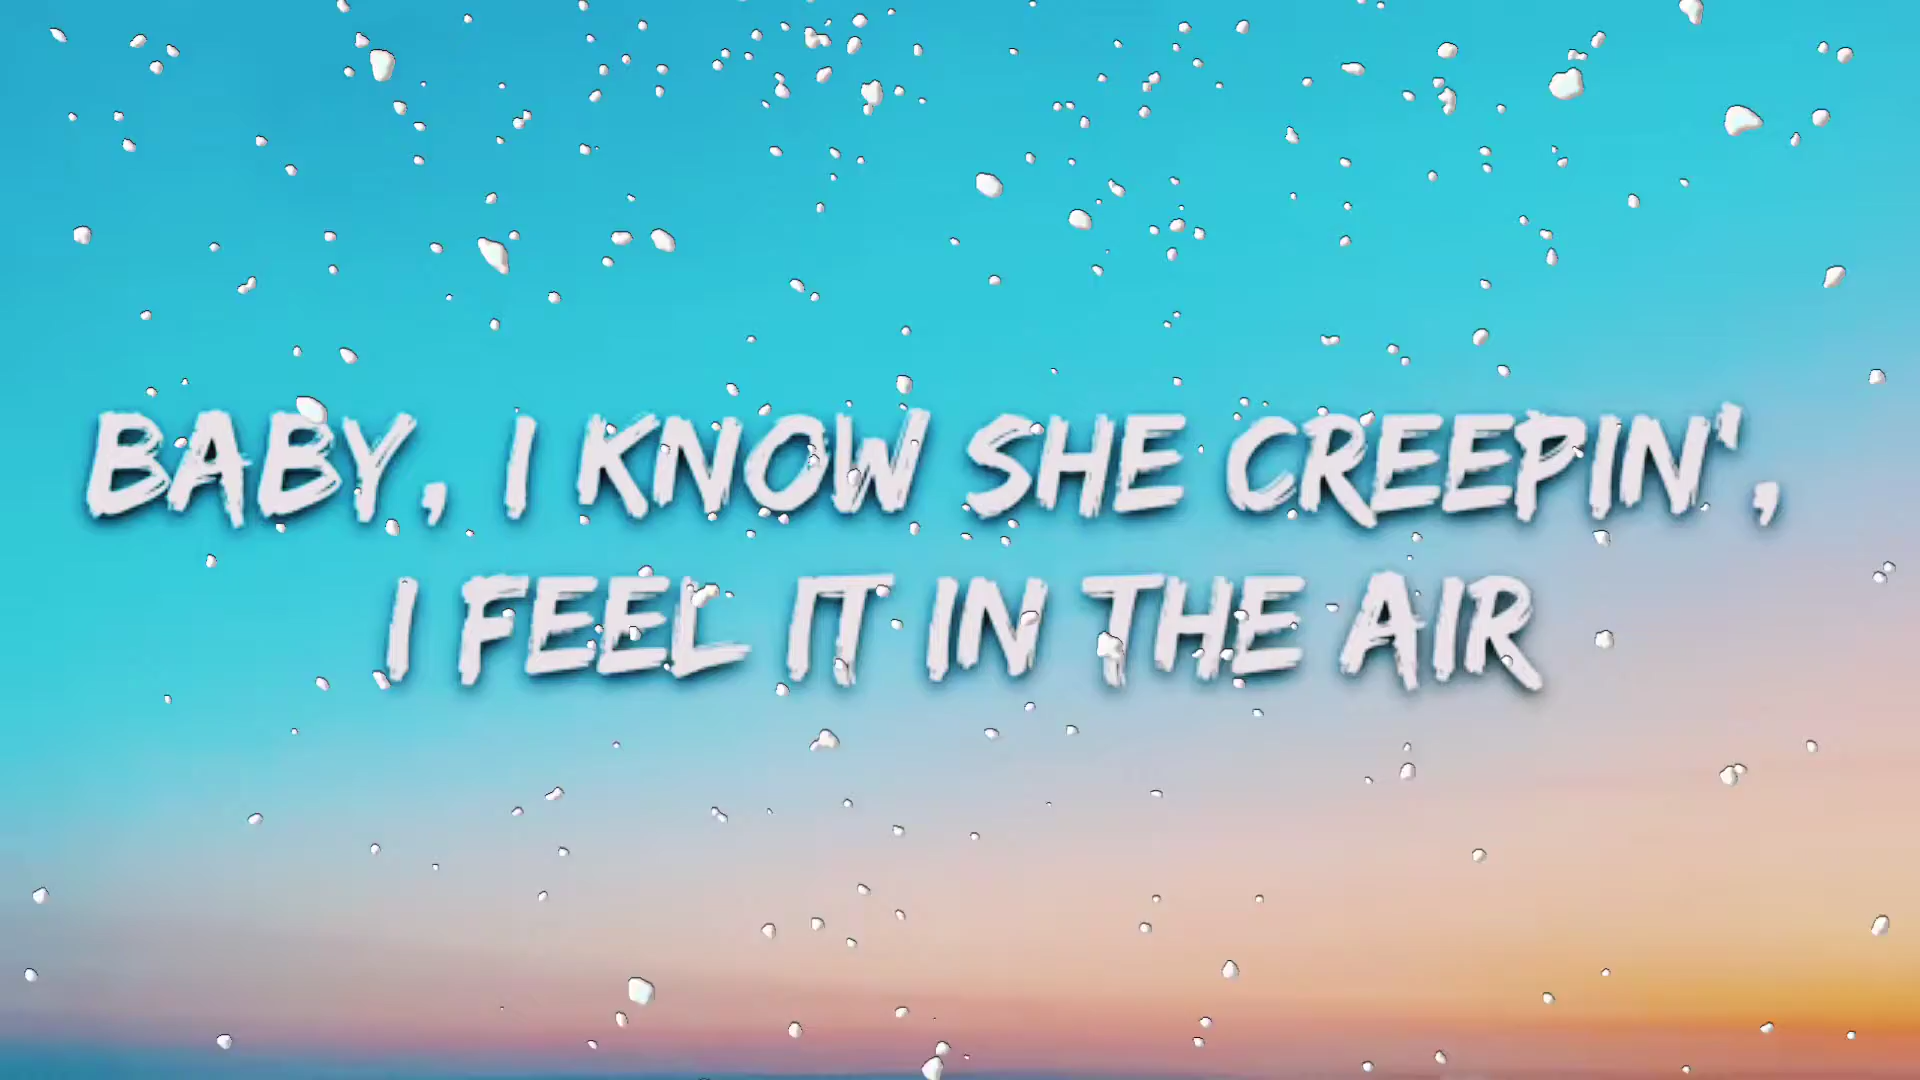 BABY, I KNOW SHE CREEPIN',
I FEEL IT IN THE AIR